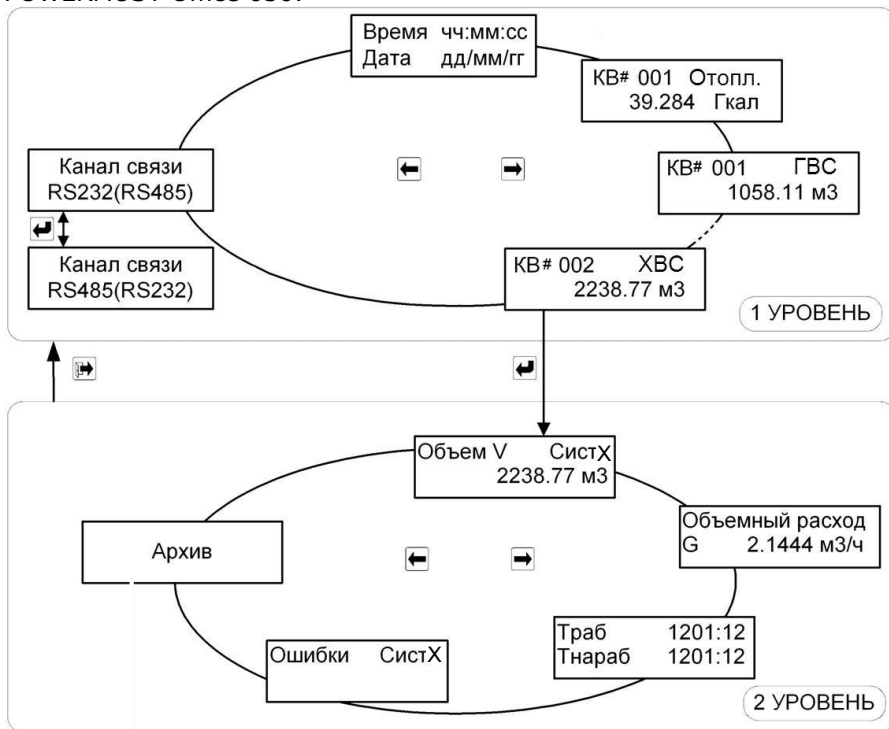 Время чч:мм:сс
Дата дд/мм/гг
КВ# 001 Отопл.
39.284 Гкал
Канал связи
RS232(RS485)
КВ# 001 ГВС
1058.11 м3
Канал связи
RS485(RS232)
КВ# 002 ХВС
2238.77 м3
1 УРОВЕНЬ
Объем V СистX
2238.77 м3
Объемный расход
G 2.1444 м3/ч
Архив
Траб 1201:12
Тнараб 1201:12
Ошибки СистX
2 УРОВЕНЬ